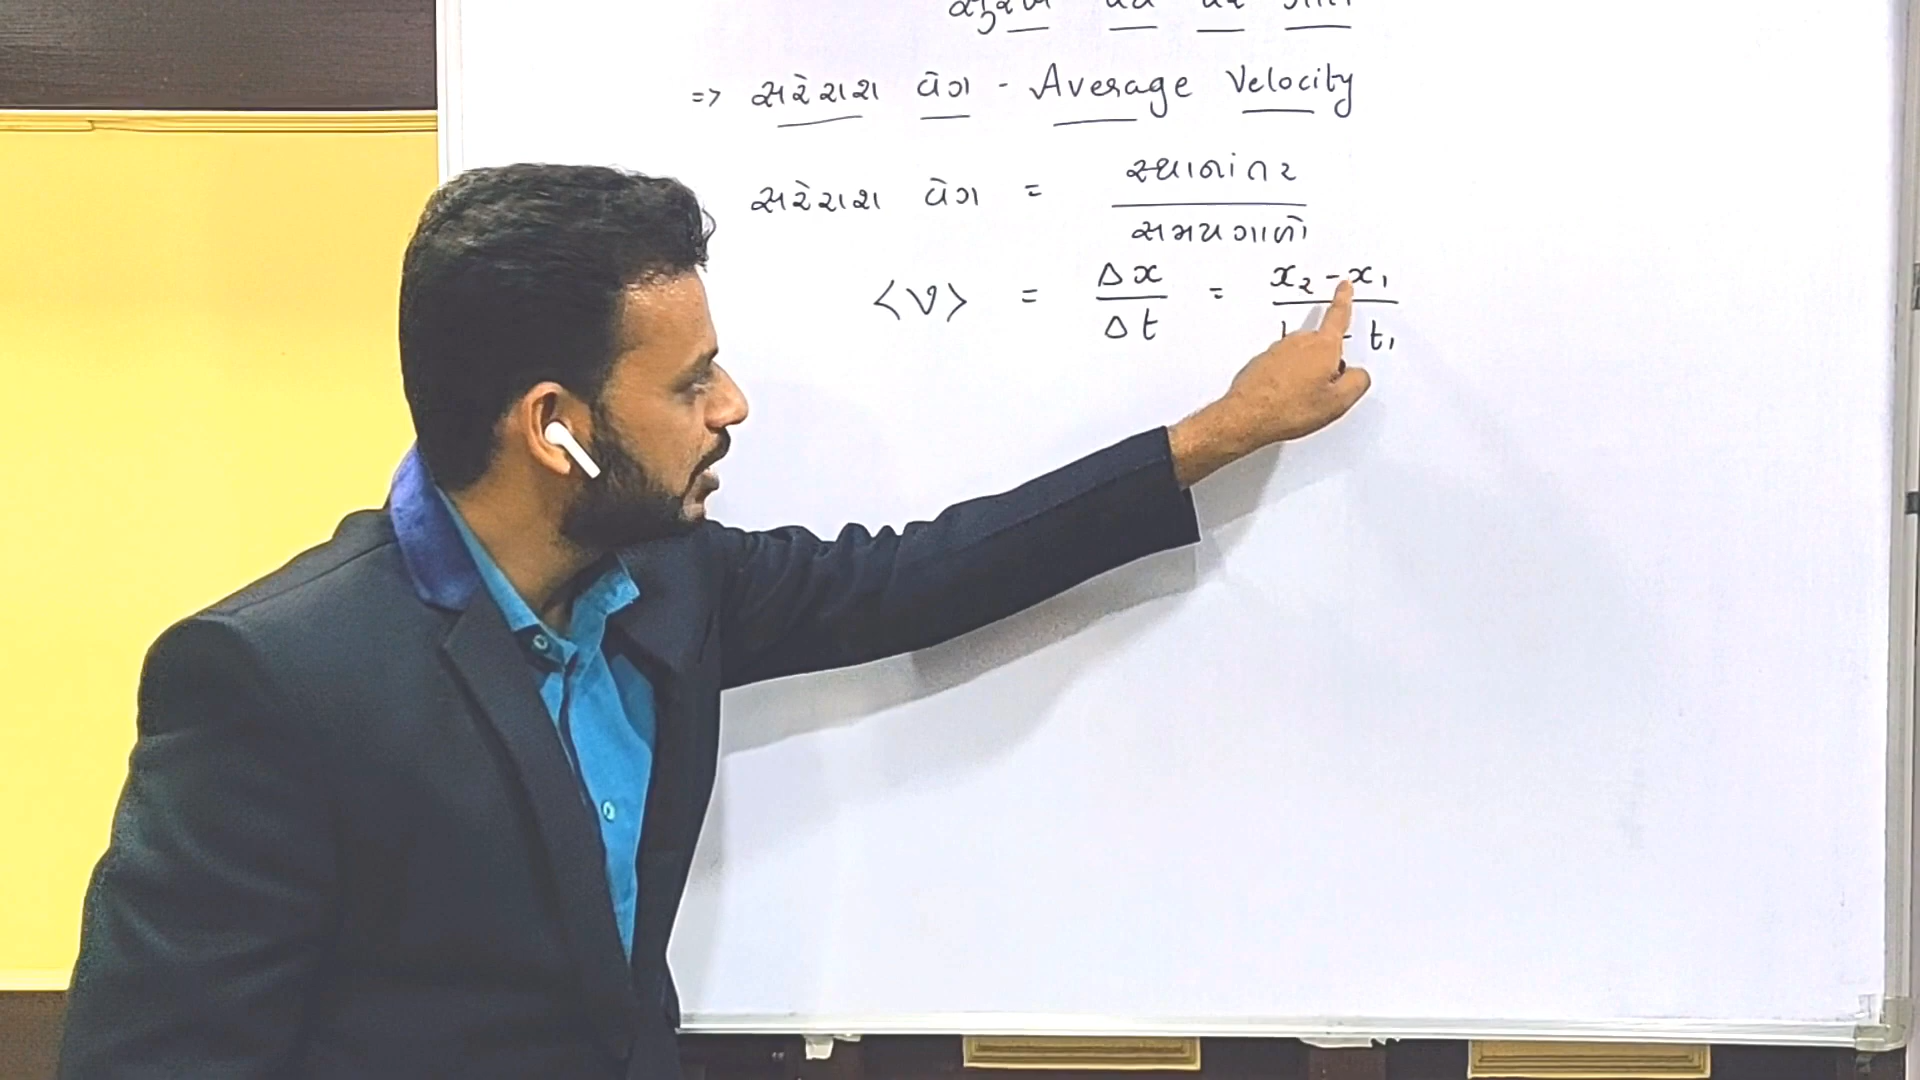 => સરેરાશ વેગ - Average Velocity
સરેરાશ વેગ = સ્થાનાંતર / સમયગાળો
<v> = Δx / Δt = x₂ - x₁ / - t₁